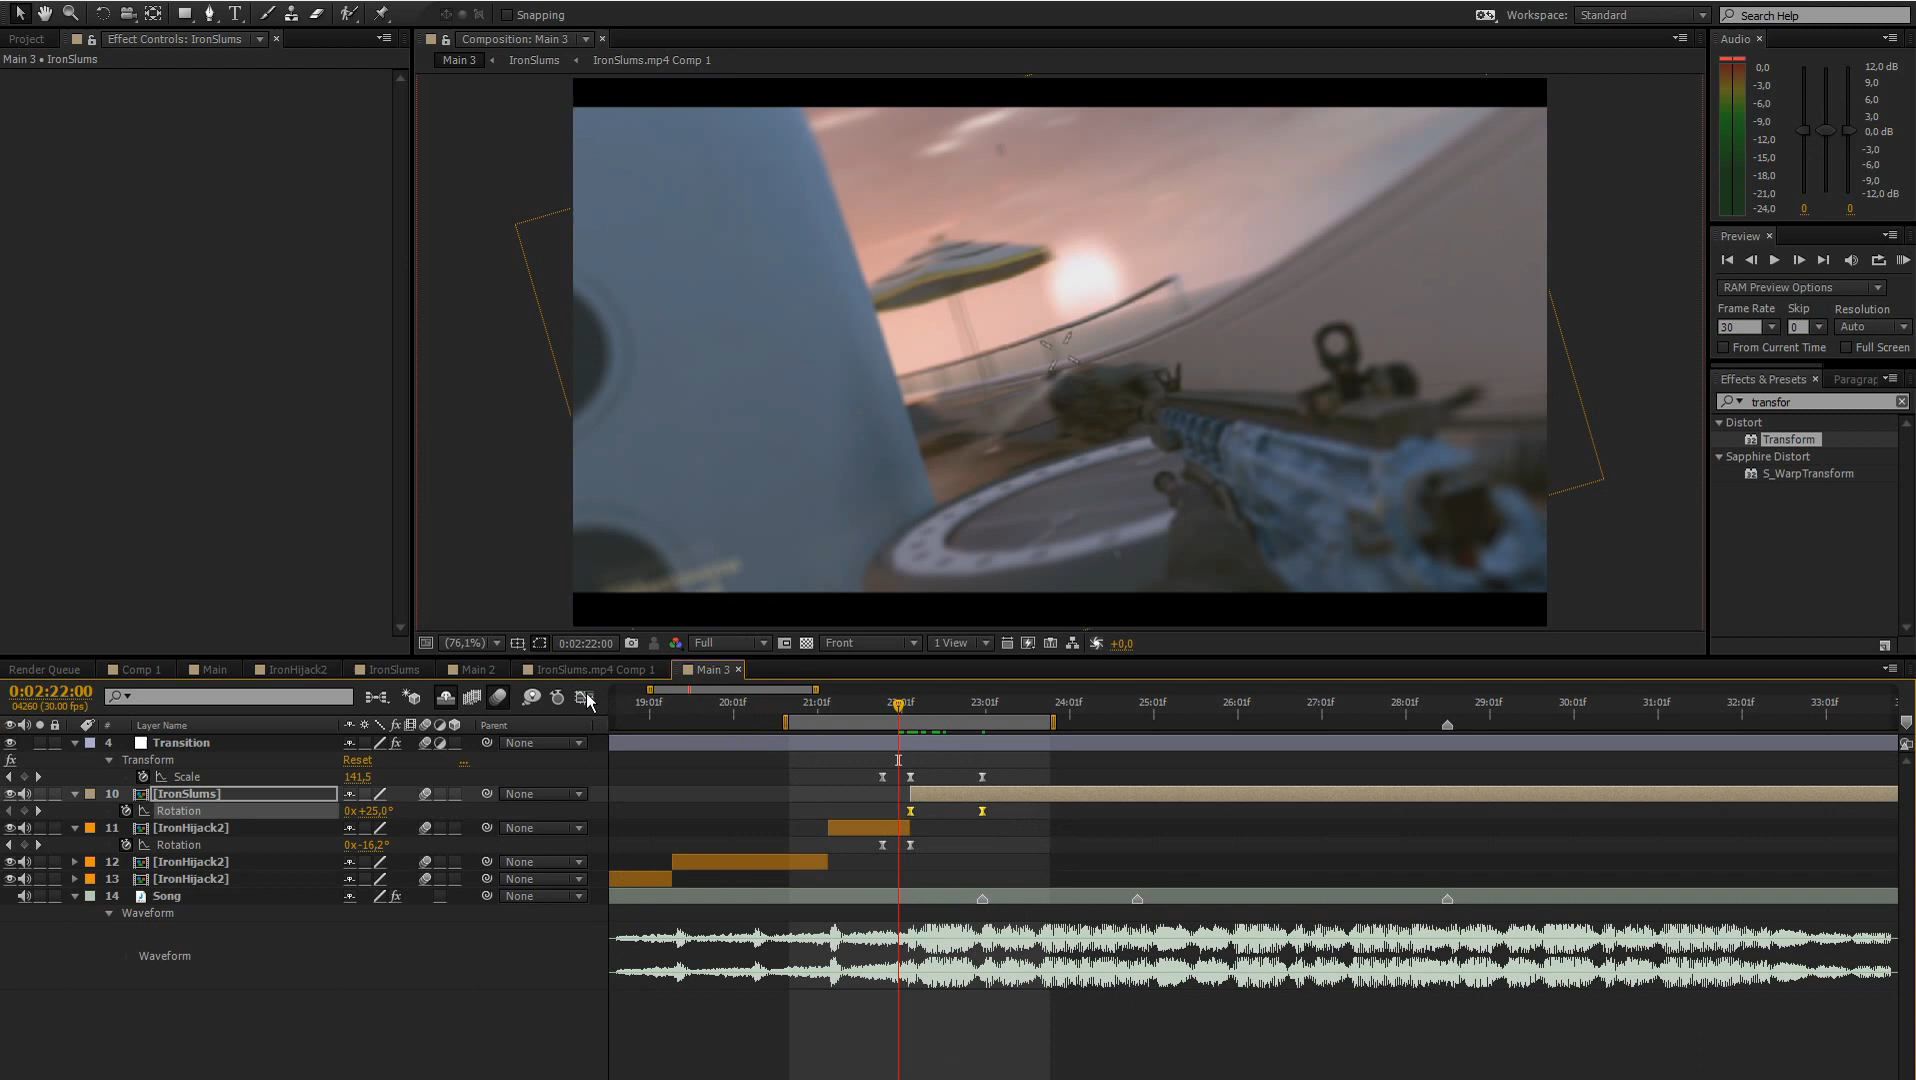 Snapping
Workspace: Standard
Search Help
Project
Effect Controls: IronSlums
Composition: Main 3
Audio
Main 3 • IronSlums
Main 3
IronSlums
IronSlums.mp4 Comp 1
0,0
-3,0
-6,0
-9,0
-12,0
-15,0
-18,0
-21,0
-24,0
12,0 dB
9,0
6,0
3,0
0,0 dB
-3,0
-6,0
-9,0
-12,0 dB
0
0
Preview
RAM Preview Options
Frame Rate Skip Resolution
30 0 Auto
From Current Time Full Screen
Effects & Presets Paragrap
transfor
Distort
32 Transform
Sapphire Distort
32 S_WarpTransform
(76,1%) 0:02:22:00 Full Front 1 View +0,0
Render Queue Comp 1 Main IronHijack2 IronSlums Main 2 IronSlums.mp4 Comp 1 Main 3
0:02:22:00
04260 (30.00 fps)
19:01f 20:01f 21:01f 22:01f 23:01f 24:01f 25:01f 26:01f 27:01f 28:01f 29:01f 30:01f 31:01f 32:01f 33:01f
# Layer Name fx Parent
4 Transition fx None
fx Transform Reset ...
Scale 141,5
10 [IronSlums] None
Rotation 0x+25,0°
11 [IronHijack2] None
Rotation 0x-16,2°
12 [IronHijack2] None
13 [IronHijack2] None
14 Song fx None
Waveform
Waveform